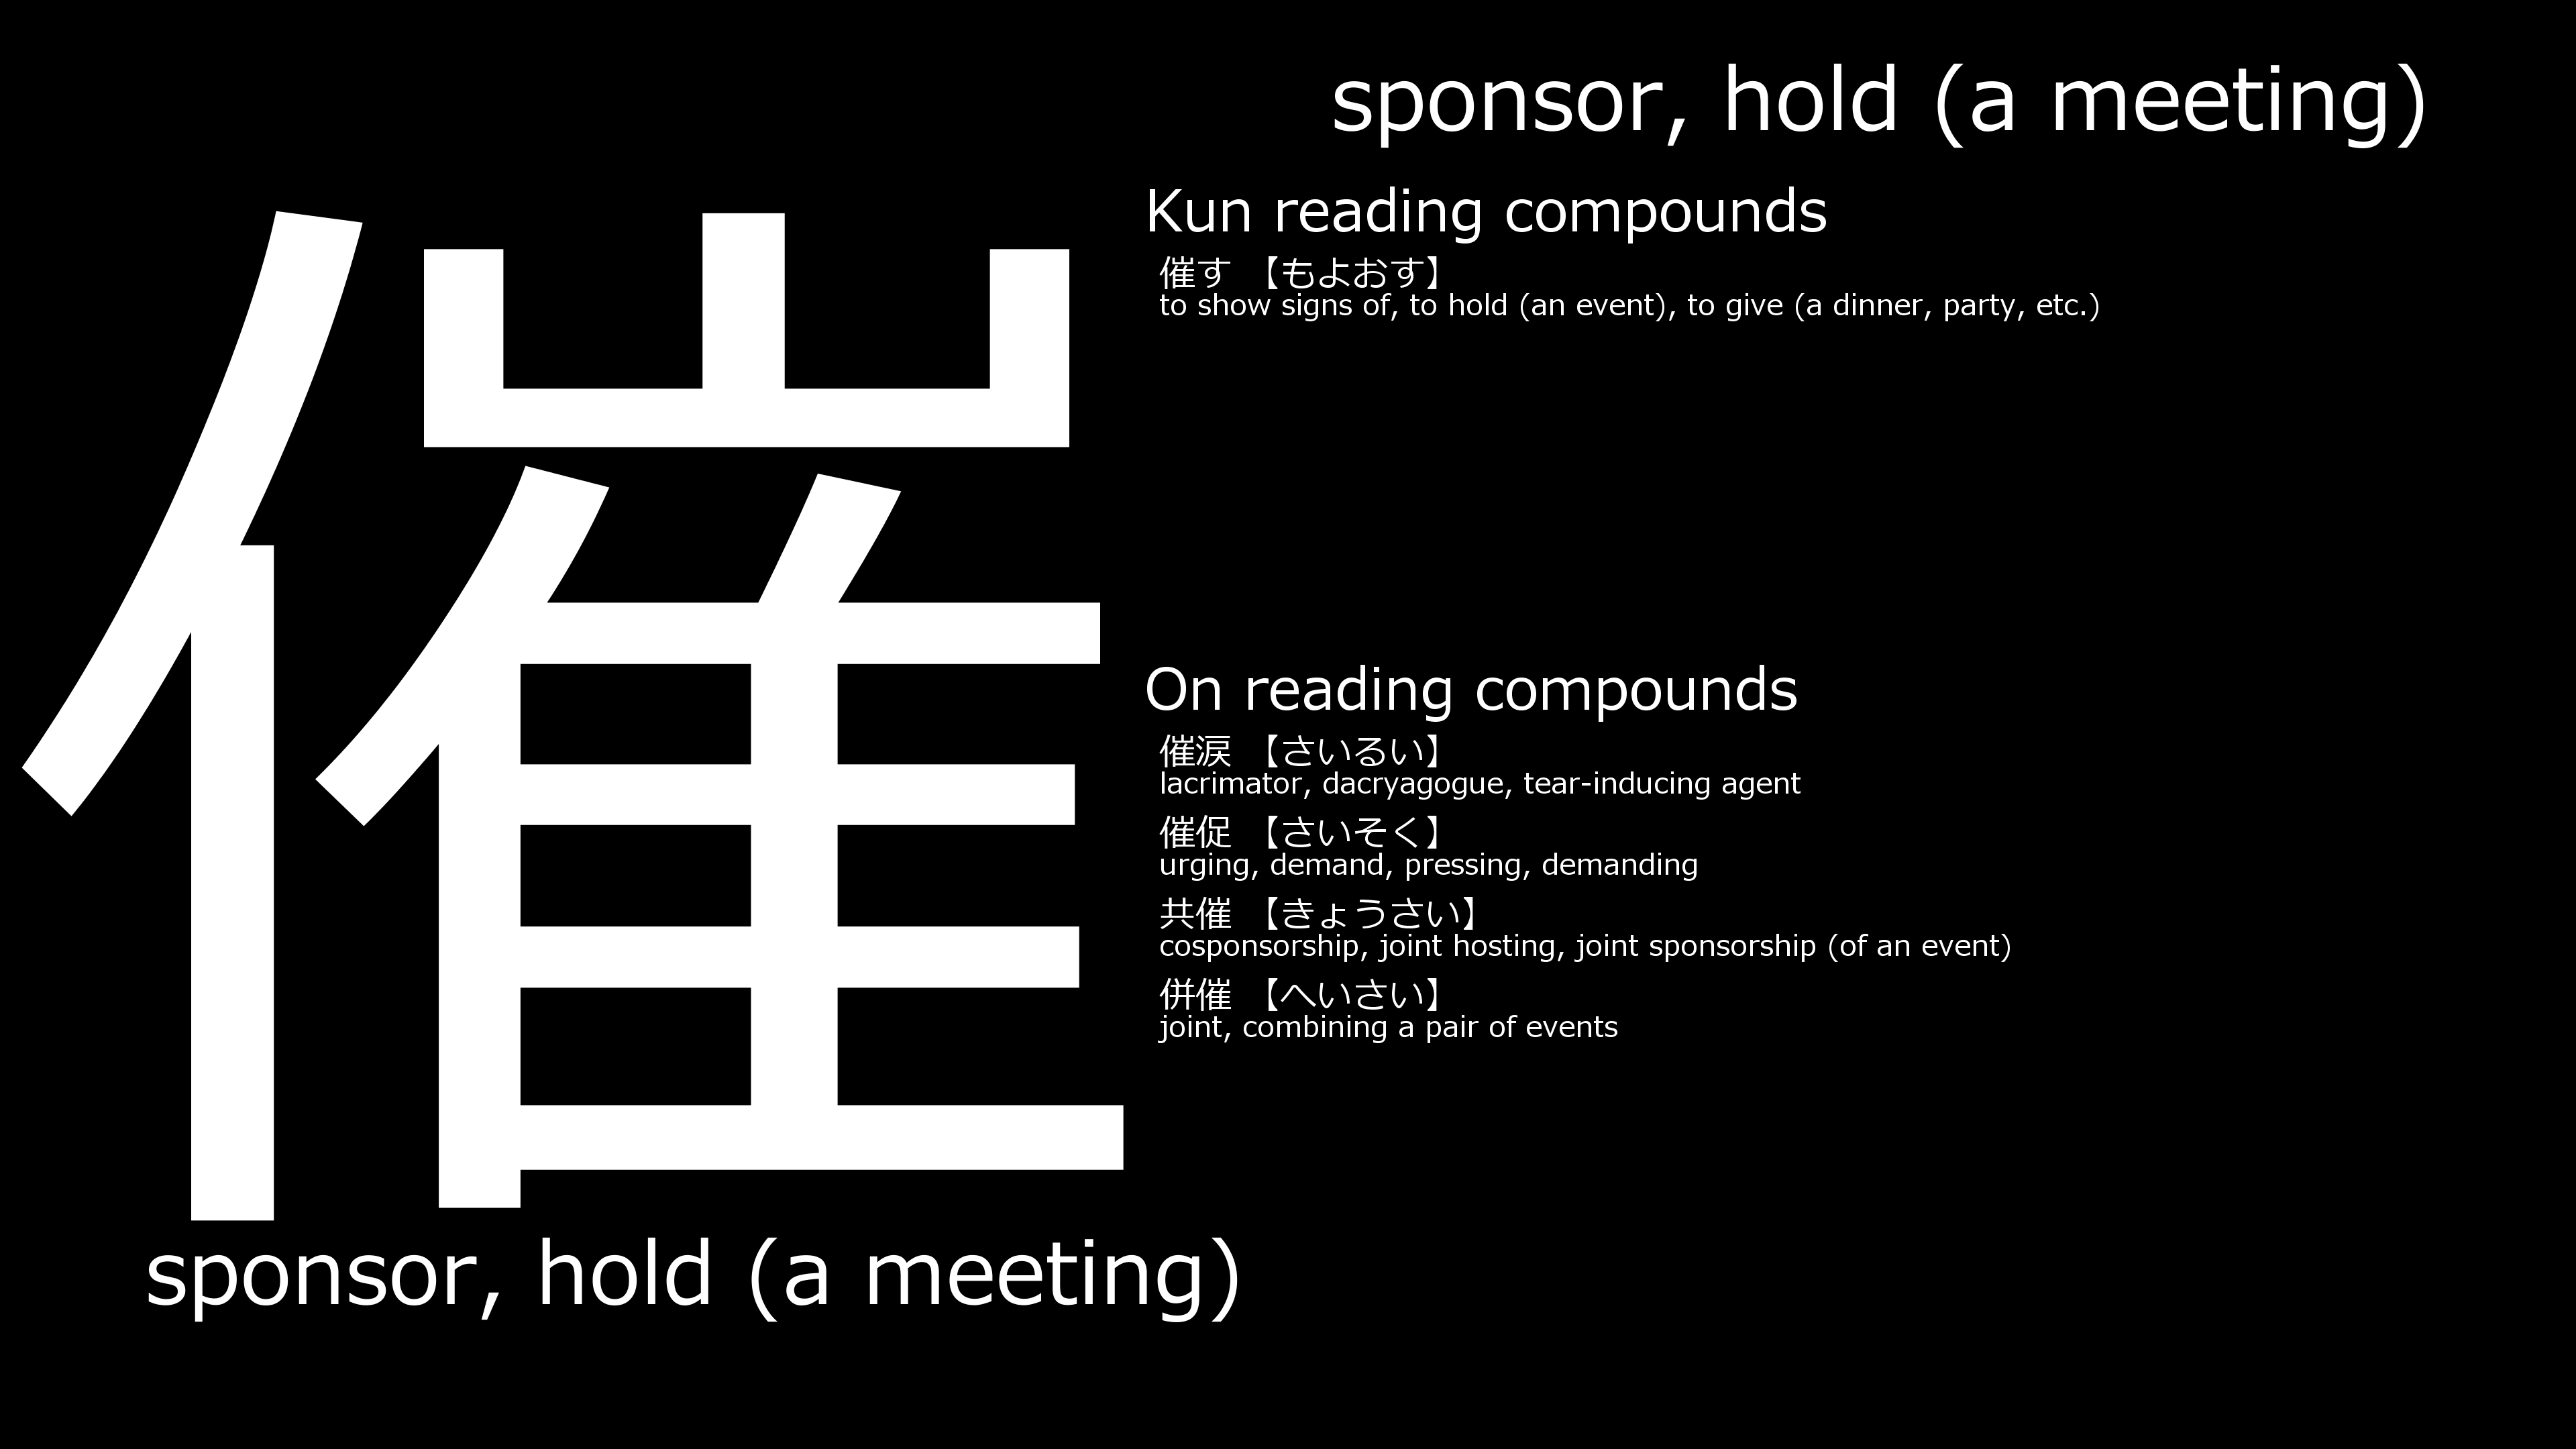 催
sponsor, hold (a meeting)
sponsor, hold (a meeting)
Kun reading compounds
催す 【もよおす】
to show signs of, to hold (an event), to give (a dinner, party, etc.)
On reading compounds
催涙 【さいるい】
lacrimator, dacryagogue, tear-inducing agent
催促 【さいそく】
urging, demand, pressing, demanding
共催 【きょうさい】
cosponsorship, joint hosting, joint sponsorship (of an event)
併催 【へいさい】
joint, combining a pair of events